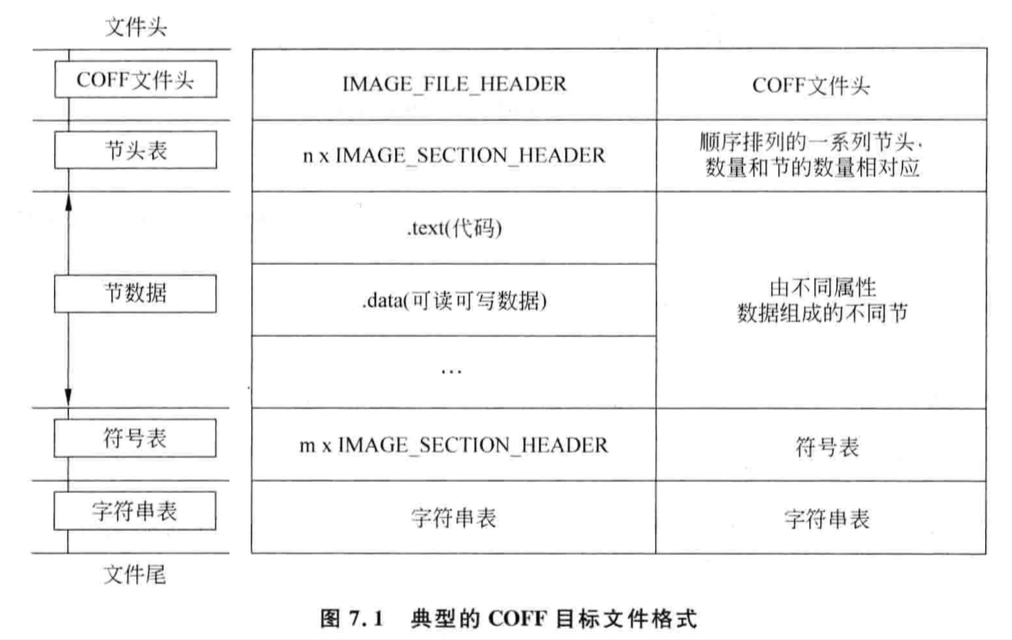 文件头
COFF文件头
IMAGE_FILE_HEADER
COFF文件头
节头表
n x IMAGE_SECTION_HEADER
顺序排列的一系列节头,
数量和节的数量相对应
.text(代码)
节数据
.data(可读可写数据)
由不同属性
数据组成的不同节
...
符号表
m x IMAGE_SECTION_HEADER
符号表
字符串表
字符串表
字符串表
文件尾
图 7.1 典型的 COFF 目标文件格式